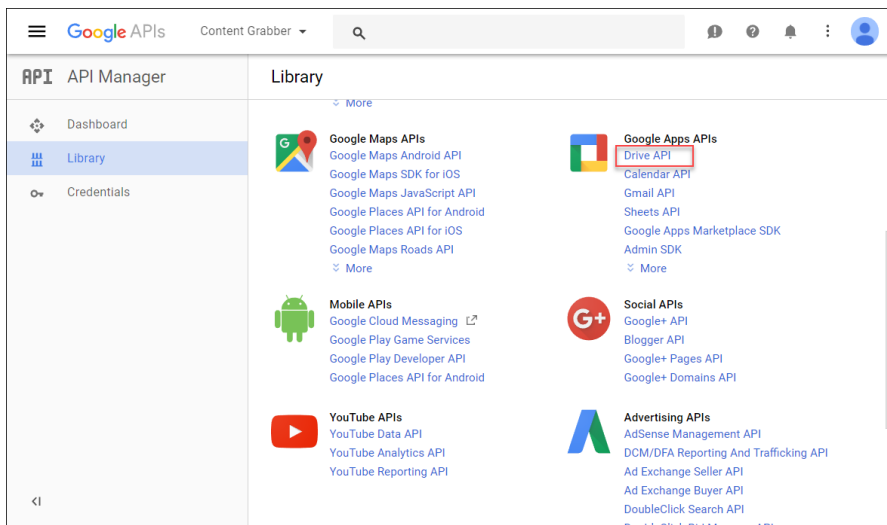 Google APIs
Content Grabber
API API Manager
Library
Dashboard
Library
Credentials
More
Google Maps APIs
Google Maps Android API
Google Maps SDK for iOS
Google Maps JavaScript API
Google Places API for Android
Google Places API for iOS
Google Maps Roads API
More
Google Apps APIs
Drive API
Calendar API
Gmail API
Sheets API
Google Apps Marketplace SDK
Admin SDK
More
Mobile APIs
Google Cloud Messaging
Google Play Game Services
Google Play Developer API
Google Places API for Android
Social APIs
G+
Google+ API
Blogger API
Google+ Pages API
Google+ Domains API
YouTube APIs
YouTube Data API
YouTube Analytics API
YouTube Reporting API
Advertising APIs
AdSense Management API
DCM/DFA Reporting And Trafficking API
Ad Exchange Seller API
Ad Exchange Buyer API
DoubleClick Search API